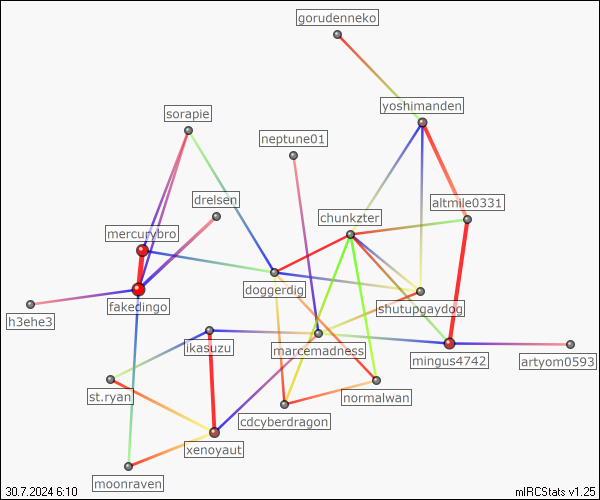 gorudenneko
yoshimanden
sorapie
neptune01
drelsen
altmile0331
chunkzter
mercurybro
doggerdig
fakedingo
shutupgaydog
h3ehe3
ikasuzu
marcemadness
mingus4742
artyom0593
st.ryan
normalwan
cdcyberdragon
xenoyaut
moonraven
30.7.2024 6:10
mIRCStats v1.25